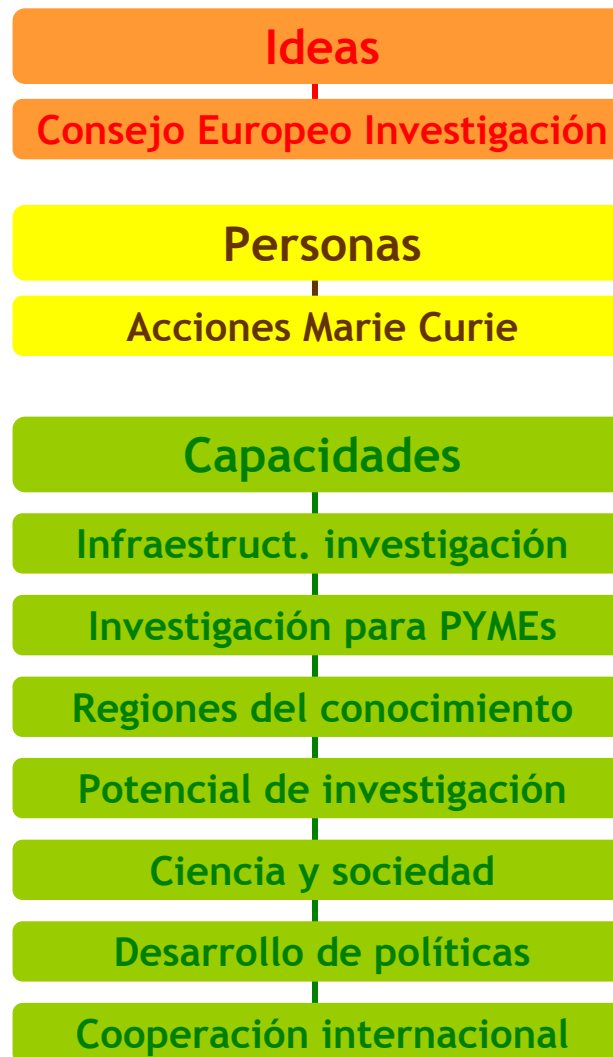 Ideas
Consejo Europeo Investigación
Personas
Acciones Marie Curie
Capacidades
Infraestruct. investigación
Investigación para PYMEs
Regiones del conocimiento
Potencial de investigación
Ciencia y sociedad
Desarrollo de políticas
Cooperación internacional